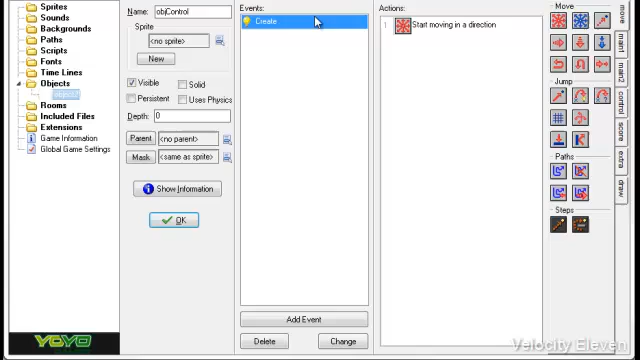 Sprites
Sounds
Backgrounds
Paths
Scripts
Fonts
Time Lines
Objects
Rooms
Included Files
Extensions
Game Information
Global Game Settings
YOYO
Name: objControl
Sprite
<no sprite>
New
Visible
Solid
Persistent
Uses Physics
Depth: 0
Parent
<no parent>
Mask
<same as sprite>
Show Information
OK
Events:
Create
Add Event
Delete
Change
Actions:
1
Start moving in a direction
Move
Jump
Paths
Steps
move
main1
main2
control
score
extra
draw
Velocity Eleven